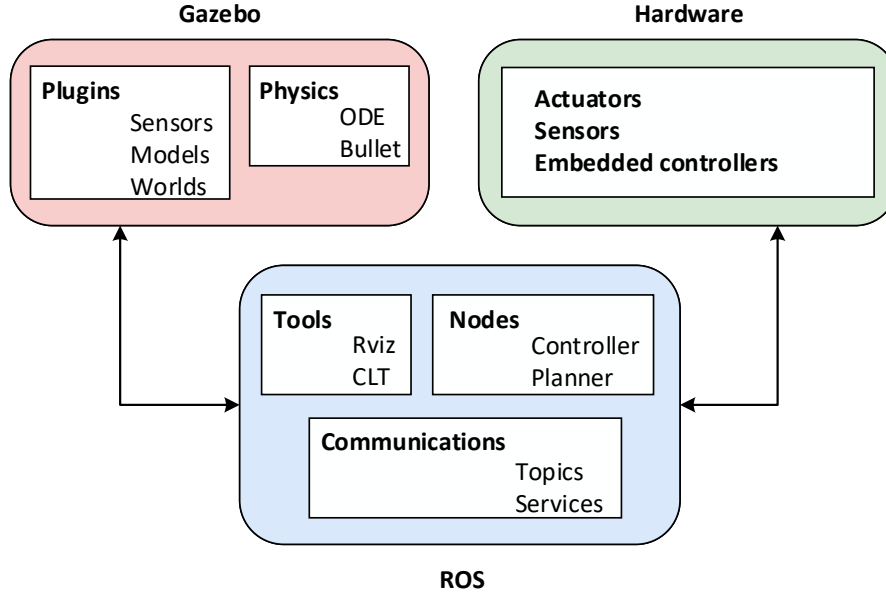 Gazebo
Plugins
Sensors
Models
Worlds
Physics
ODE
Bullet
Hardware
Actuators
Sensors
Embedded controllers
Tools
Rviz
CLT
Nodes
Controller
Planner
Communications
Topics
Services
ROS